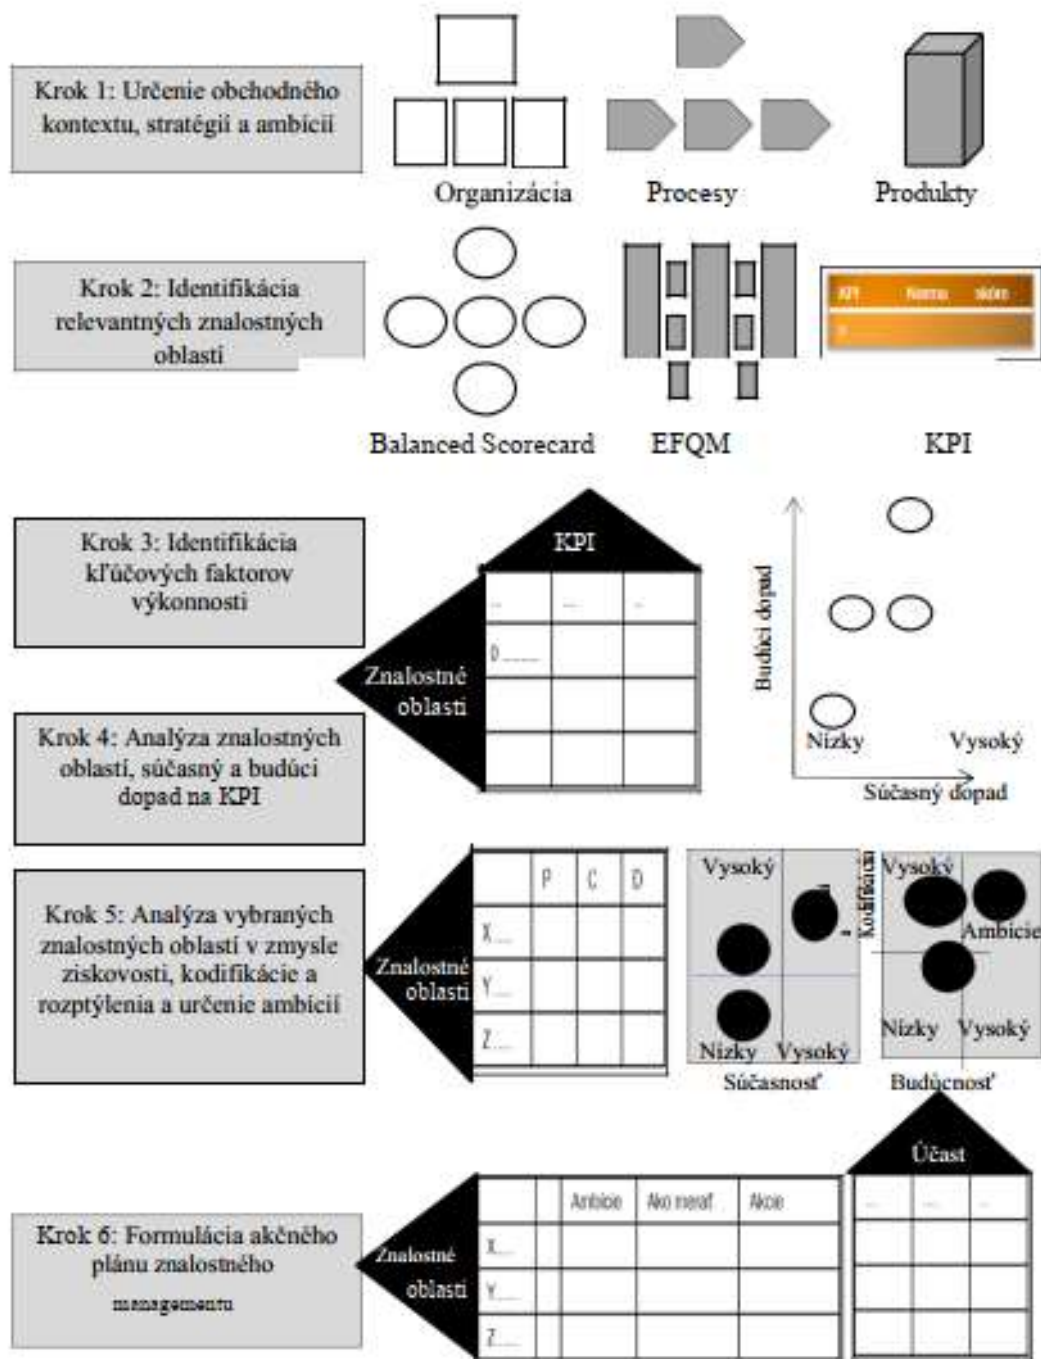 Krok 1: Určenie obchodného
kontextu, stratégií a ambícií
Organizácia
Procesy
Produkty
Krok 2: Identifikácia
relevantných znalostných
oblastí
KPI
Norma
skóre
Balanced Scorecard
EFQM
KPI
Krok 3: Identifikácia
kľúčových faktorov
výkonnosti
KPI
D
Znalostné
oblasti
Budúci dopad
Nízky
Vysoký
Súčasný dopad
Krok 4: Analýza znalostných
oblastí, súčasný a budúci
dopad na KPI
Krok 5: Analýza vybraných
znalostných oblastí v zmysle
ziskovosti, kodifikácie a
rozptýlenia a určenie ambícií
Znalostné
oblasti
P C D
X....
Y....
Z....
Vysoký
Nízky
Vysoký
Súčasnosť
Kodifikácia
Vysoký
Ambície
Nízky
Vysoký
Budúcnosť
Krok 6: Formulácia akčného
plánu znalostného
managementu
Znalostné
oblasti
Ambície
Ako merať
Akcie
X....
Y.....
Z.....
Účasť